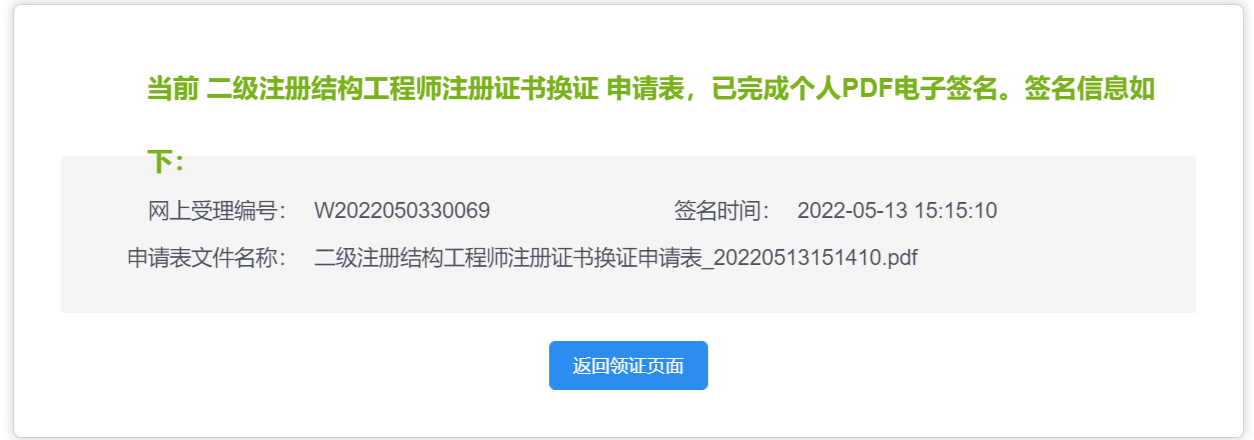 当前 二级注册结构工程师注册证书换证 申请表，已完成个人PDF电子签名。签名信息如
下：
网上受理编号： W2022050330069 签名时间： 2022-05-13 15:15:10
申请表文件名称： 二级注册结构工程师注册证书换证申请表_20220513151410.pdf
返回领证页面